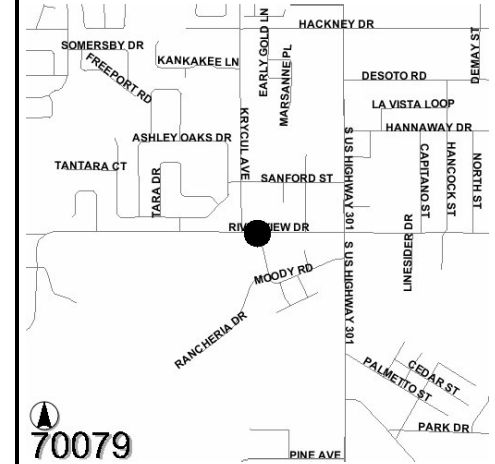 HACKNEY DR
SOMERSBY DR
FREEPORT RD
KANKAKEE LN
EARLY GOLD LN
MARSANNE PL
DEMAY ST
DESOTO RD
LA VISTA LOOP
HANNAWAY DR
ASHLEY OAKS DR
KRYCUL AVE
S US HIGHWAY 301
CAPITANO ST
HANCOCK ST
NORTH ST
TANTARA CT
TARA DR
SANFORD ST
LINESIDER DR
S US HIGHWAY 301
MOODY RD
RANCHERIA DR
CEDAR ST
PALMETTO ST
PARK DR
PINE AVE
70079